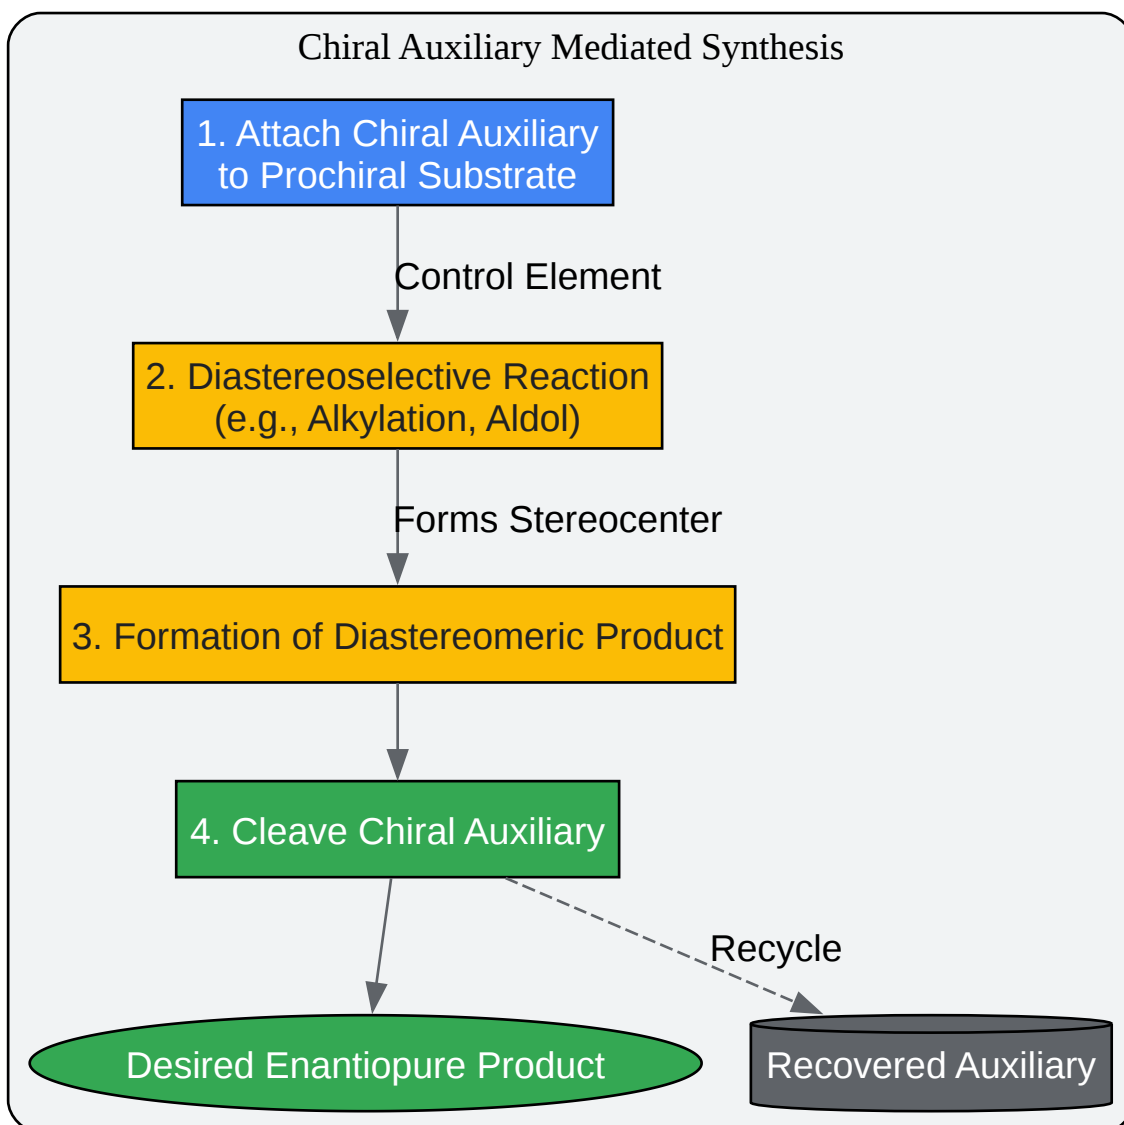 Chiral Auxiliary Mediated Synthesis
1. Attach Chiral Auxiliary
to Prochiral Substrate
Control Element
2. Diastereoselective Reaction
(e.g., Alkylation, Aldol)
Forms Stereocenter
3. Formation of Diastereomeric Product
4. Cleave Chiral Auxiliary
Recycle
Desired Enantiopure Product
Recovered Auxiliary